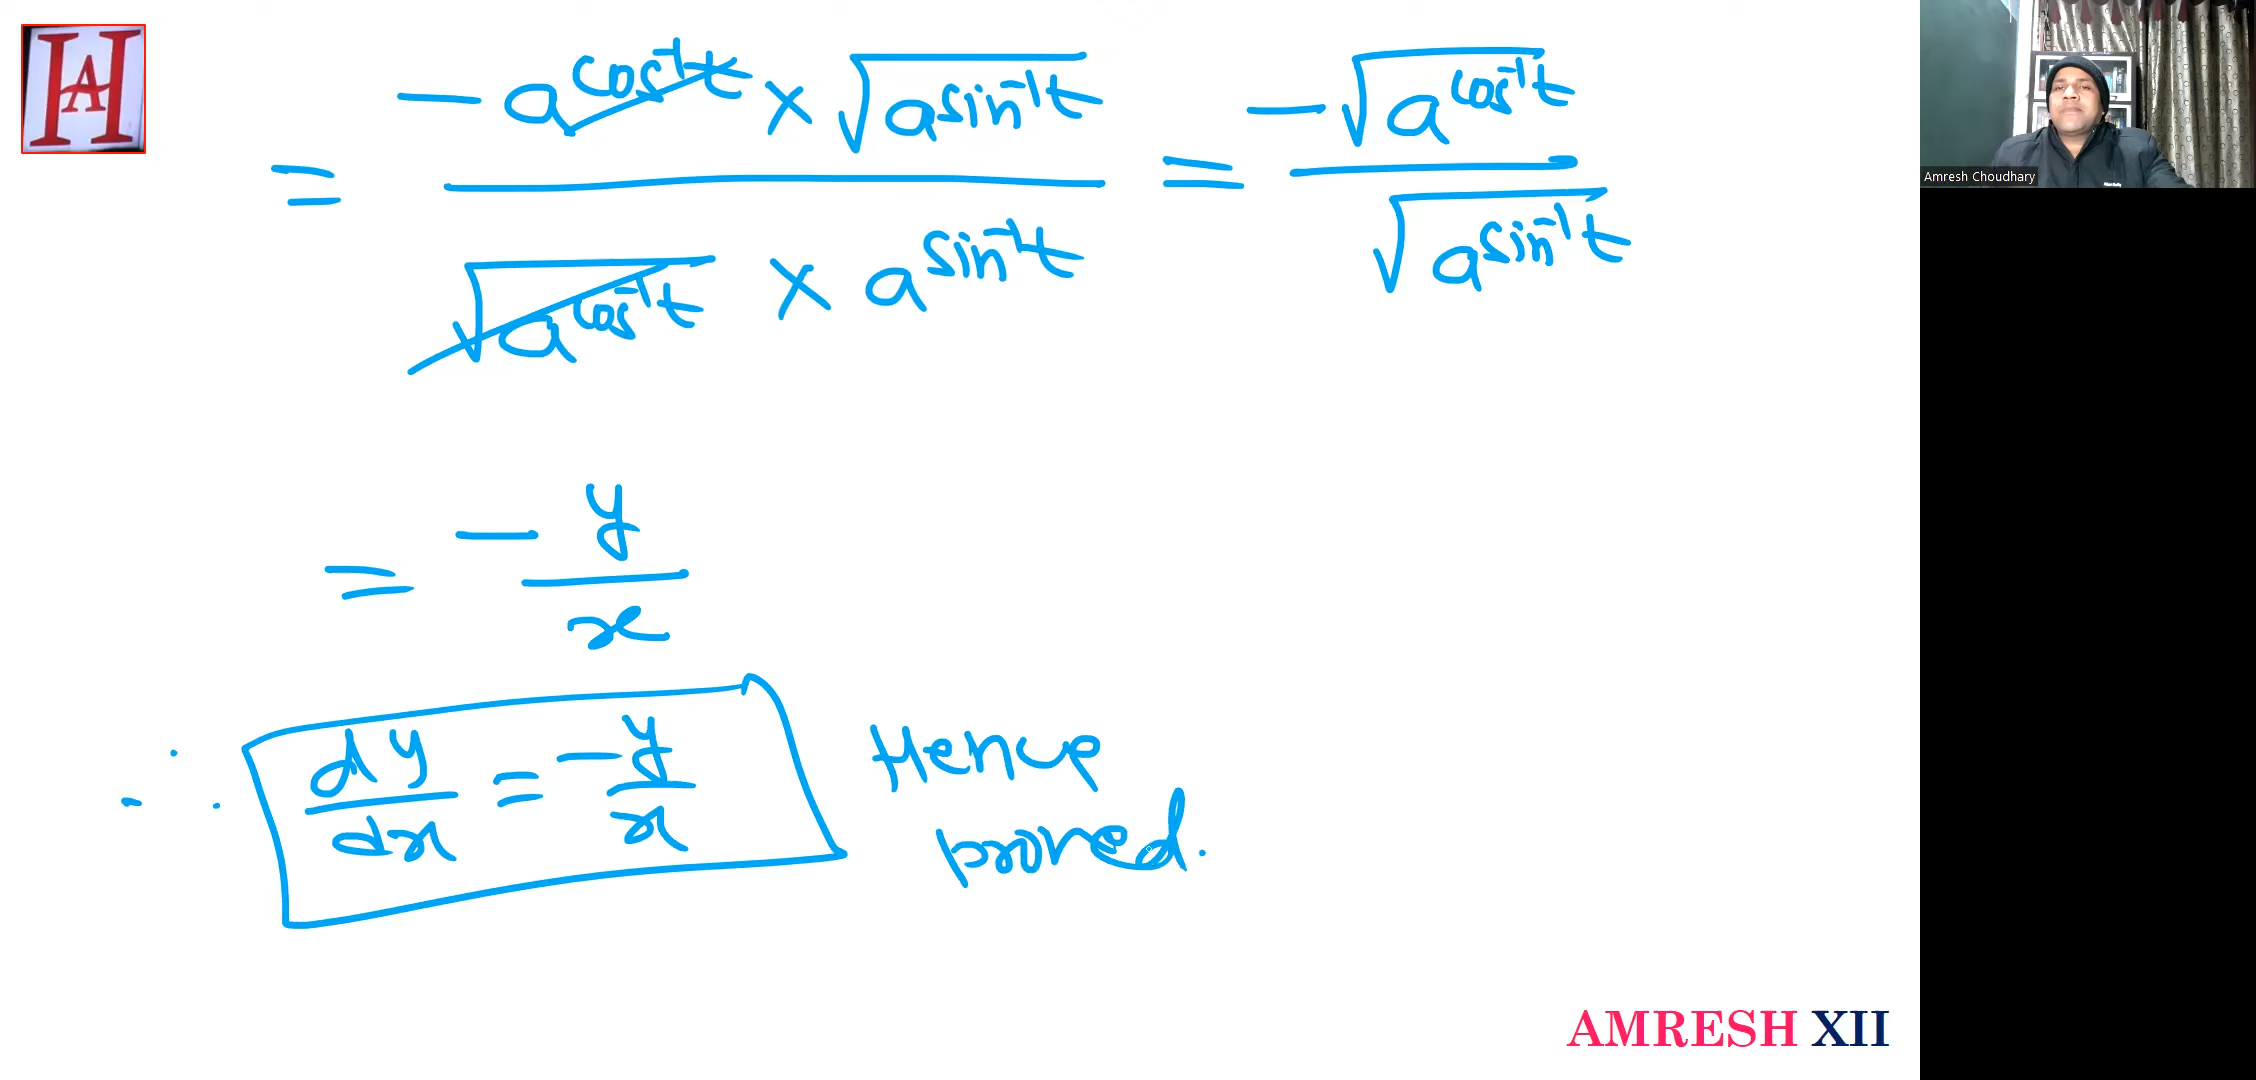 HA
= (- a^(cos⁻¹t) × √(a^(sin⁻¹t))) / (√(a^(cos⁻¹t)) × a^(sin⁻¹t)) = -√(a^(cos⁻¹t)) / √(a^(sin⁻¹t))
Amresh Choudhary
= - y / x
∴ dy/dx = -y/x Hence
proved.
AMRESH XII